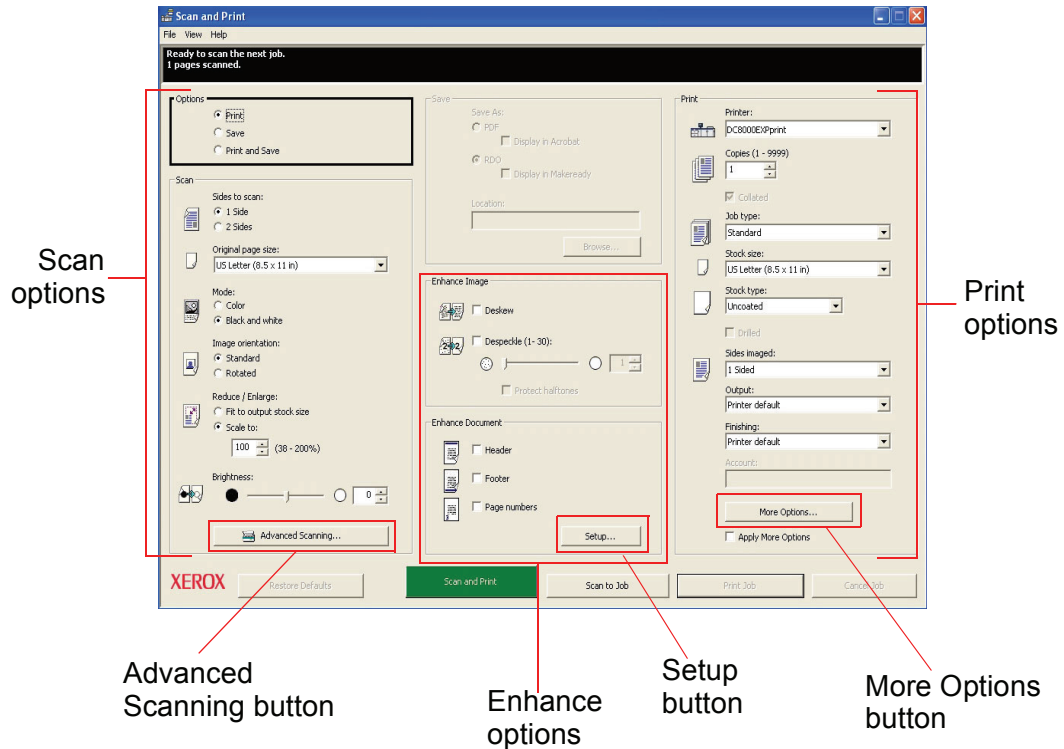 Scan and Print
File View Help
Ready to scan the next job.
1 pages scanned.
Options
Print
Save
Print and Save
Scan
Sides to scan:
1 Side
2 Sides
Original page size:
US Letter (8.5 x 11 in)
Mode:
Color
Black and white
Image orientation:
Standard
Rotated
Reduce / Enlarge:
Fit to output stock size
Scale to:
100 (38 - 200%)
Brightness:
0
Advanced Scanning...
Save
Save As:
PDF
Display in Acrobat
RDO
Display in Makeready
Location:
Browse...
Enhance Image
Deskew
Despeckle (1- 30):
1
Protect halftones
Enhance Document
Header
Footer
Page numbers
Setup...
Print
Printer:
DC8000EXPprint
Copies (1 - 9999)
1
Collated
Job type:
Standard
Stock size:
US Letter (8.5 x 11 in)
Stock type:
Uncoated
Drilled
Sides imaged:
1 Sided
Output:
Printer default
Finishing:
Printer default
Account:
More Options...
Apply More Options
XEROX
Restore Defaults
Scan and Print
Scan to Job
Print Job
Cancel Job
Scan
options
Print
options
Advanced
Scanning button
Enhance
options
Setup
button
More Options
button